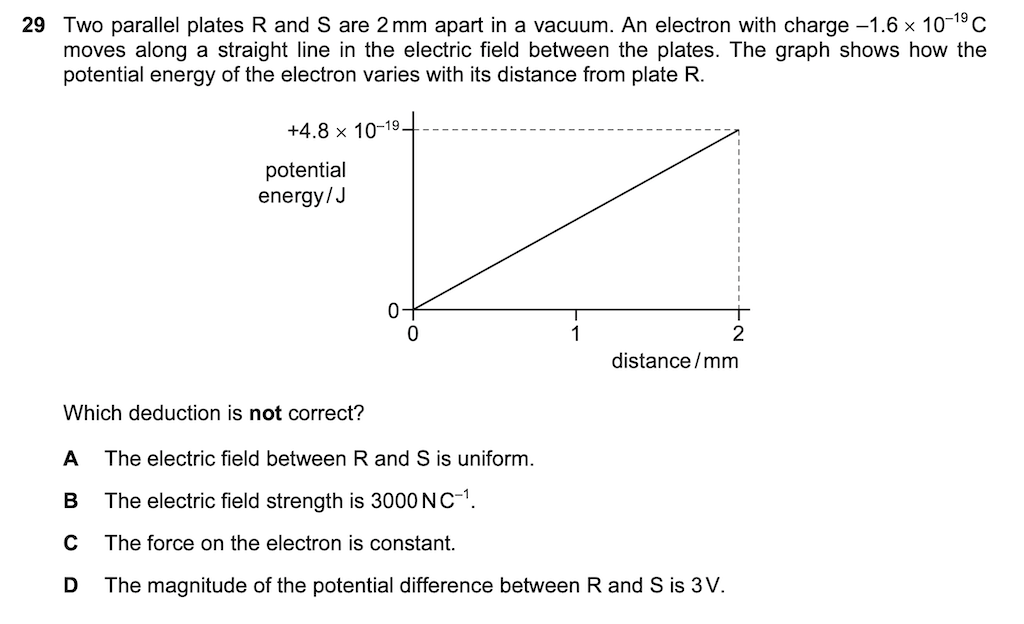 29 Two parallel plates R and S are 2 mm apart in a vacuum. An electron with charge –1.6 × 10⁻¹⁹ C
moves along a straight line in the electric field between the plates. The graph shows how the
potential energy of the electron varies with its distance from plate R.
+4.8 × 10⁻¹⁹
potential
energy / J
0
0 1 2
distance / mm
Which deduction is not correct?
A The electric field between R and S is uniform.
B The electric field strength is 3000 N C⁻¹.
C The force on the electron is constant.
D The magnitude of the potential difference between R and S is 3 V.